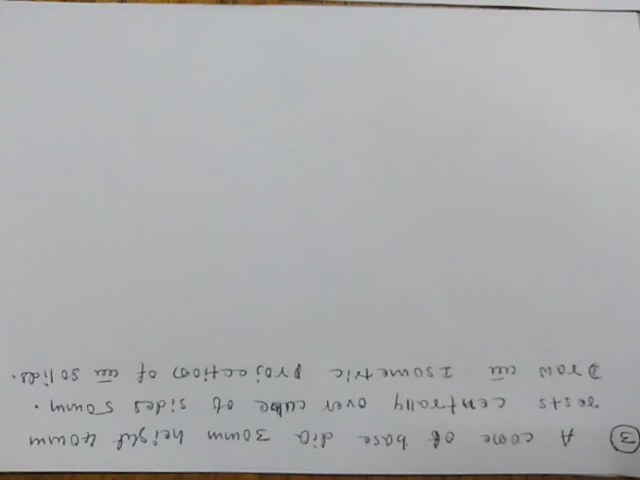 ③ A cone of base dia 30mm height 40mm
rests centrally over cube of sides 50mm.
Draw the Isometric projection of the solids.